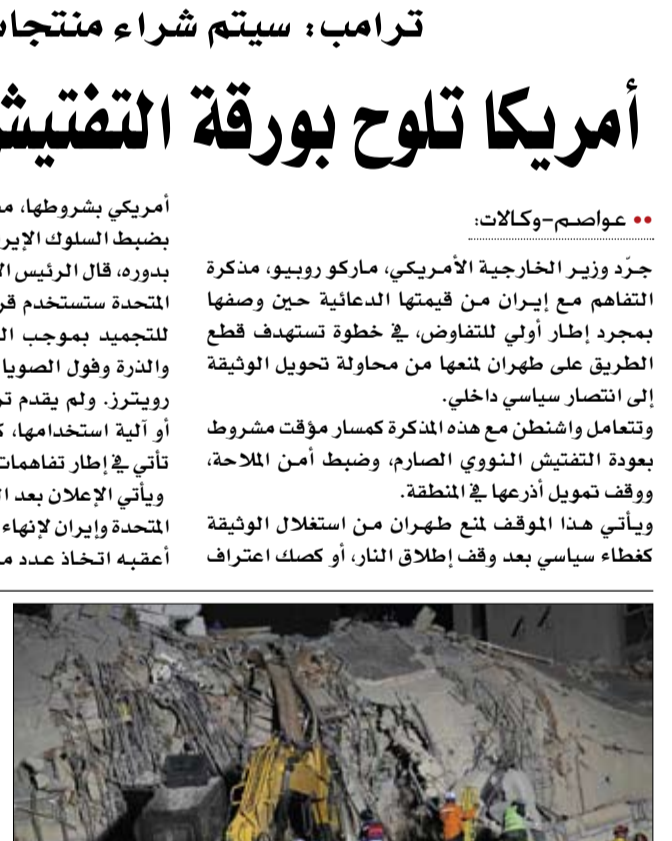 ترامب: سيتم شراء
أمريكا تلوح بورقة
•• عواصم-وكالات:
جرّد وزير الخارجية الأمريكي، ماركو روبيو، مذكرة
التفاهم مع إيران من قيمتها الدعائية حين وصفها
بمجرد إطار أولي للتفاوض، في خطوة تستهدف قطع
الطريق على طهران لمنعها من محاولة تحويل الوثيقة
إلى انتصار سياسي داخلي.
وتتعامل واشنطن مع هذه المذكرة كمسار مؤقت مشروط
بعودة التفتيش النووي الصارم، وضبط أمن الملاحة،
ووقف تمويل أذرعها في المنطقة.
ويأتي هذا الموقف لمنع طهران من استغلال الوثيقة
كغطاء سياسي بعد وقف إطلاق النار، أو كصك اعتراف
أمريكي بشروطها،
بضبط السلوك
بدوره، قال الرئيس
المتحدة ستستخدم
للتجميد بموجب
والذرة وفول الصويا
رويترز. ولم يقدم
أو آلية استخدامها،
تأتي في إطار تفاهمات
ويأتي الإعلان بعد
المتحدة وإيران لإنهاء
أعقبه اتخاذ عدد